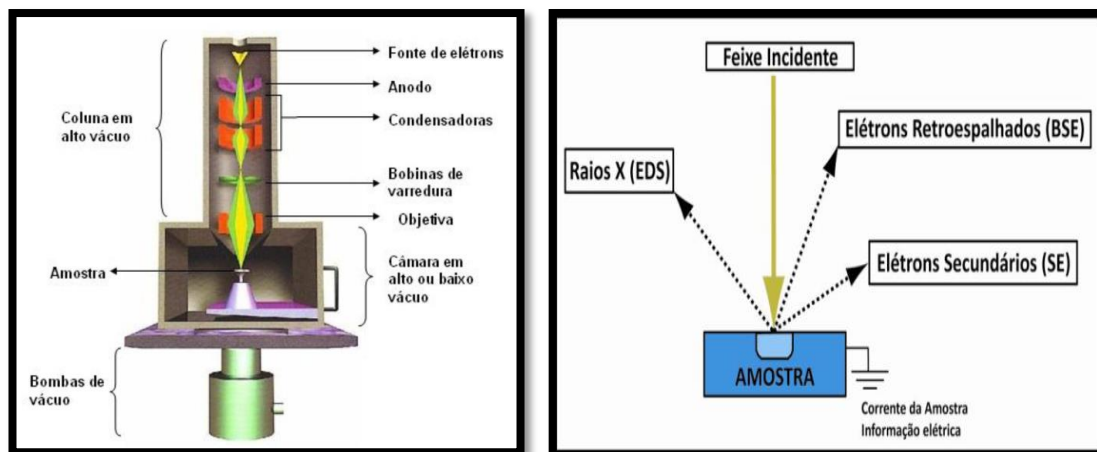 Fonte de elétrons
Anodo
Coluna em
alto vácuo
Condensadoras
Bobinas de
varredura
Objetiva
Amostra
Câmara em
alto ou baixo
vácuo
Bombas de
vácuo
Feixe Incidente
Elétrons Retroespalhados (BSE)
Raios X (EDS)
Elétrons Secundários (SE)
AMOSTRA
Corrente da Amostra
Informação elétrica